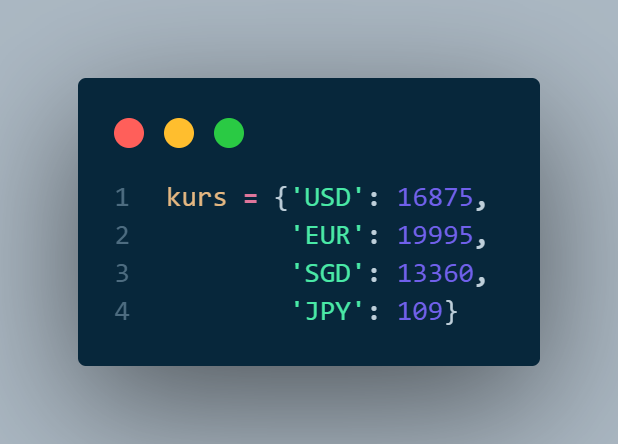 1 kurs = {'USD': 16875,
2 'EUR': 19995,
3 'SGD': 13360,
4 'JPY': 109}